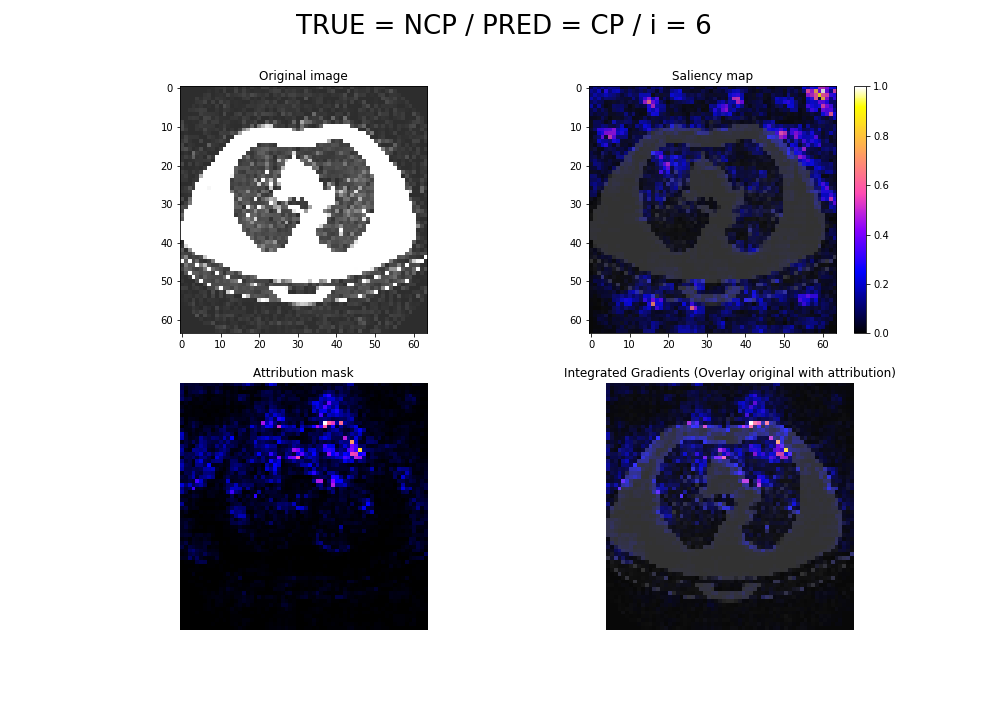 TRUE = NCP / PRED = CP / i = 6
Original image
0
10
20
30
40
50
60
0 10 20 30 40 50 60
Saliency map
0
10
20
30
40
50
60
0 10 20 30 40 50 60
1.0
0.8
0.6
0.4
0.2
0.0
Attribution mask
Integrated Gradients (Overlay original with attribution)